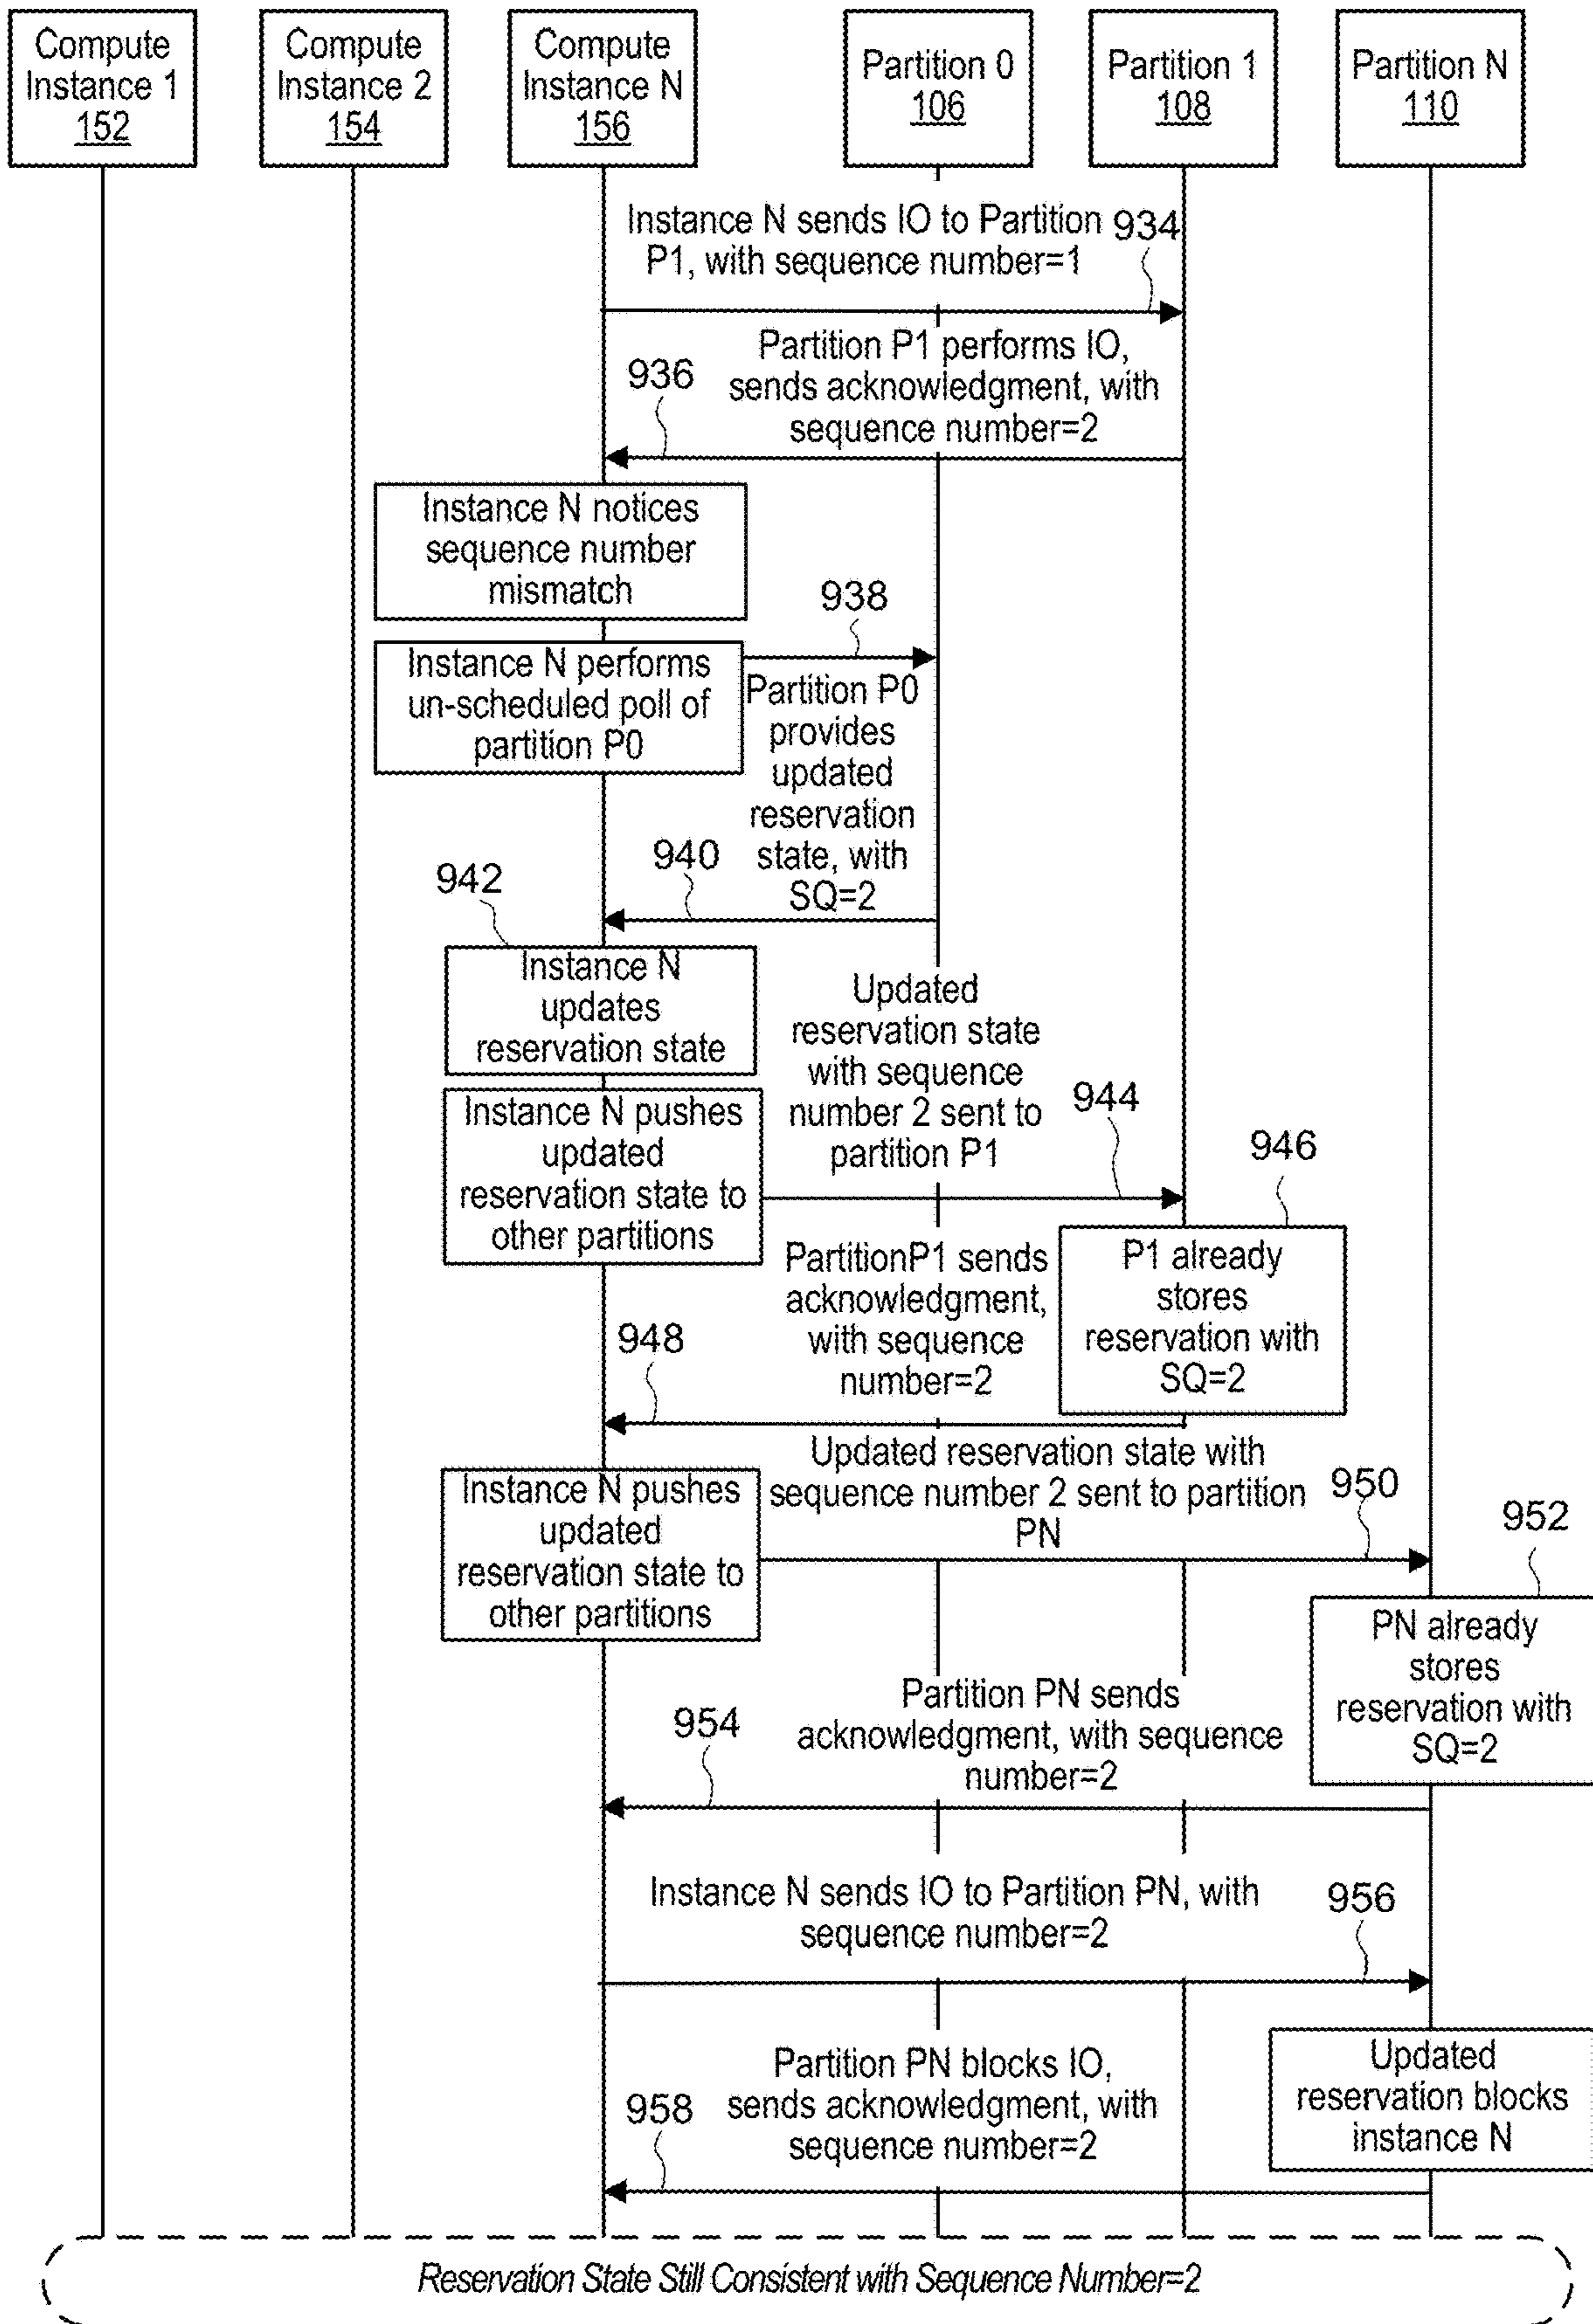 Compute
Instance 1
152
Compute
Instance 2
154
Compute
Instance N
156
Partition 0
106
Partition 1
108
Partition N
110
Instance N sends IO to Partition
P1, with sequence number=1
934
Partition P1 performs IO,
sends acknowledgment, with
sequence number=2
936
Instance N notices
sequence number
mismatch
938
Instance N performs
un-scheduled poll of
partition P0
Partition P0
provides
updated
reservation
state, with
SQ=2
940
942
Instance N
updates
reservation state
Updated
reservation state
with sequence
number 2 sent to
partition P1
944
Instance N pushes
updated
reservation state to
other partitions
946
P1 already
stores
reservation with
SQ=2
PartitionP1 sends
acknowledgment,
with sequence
number=2
948
Updated reservation state with
sequence number 2 sent to partition
PN
950
Instance N pushes
updated
reservation state to
other partitions
952
PN already
stores
reservation with
SQ=2
Partition PN sends
acknowledgment, with sequence
number=2
954
Instance N sends IO to Partition PN, with
sequence number=2
956
Updated
reservation blocks
instance N
Partition PN blocks IO,
sends acknowledgment, with
sequence number=2
958
Reservation State Still Consistent with Sequence Number=2